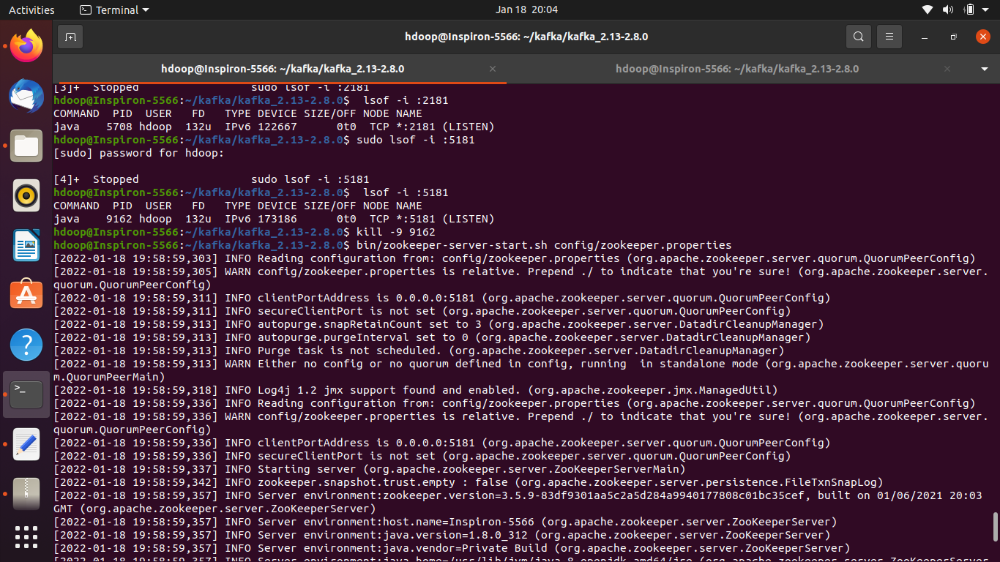 Activities
Terminal
Jan 18 20:04
hdoop@Inspiron-5566: ~/kafka/kafka_2.13-2.8.0
hdoop@Inspiron-5566: ~/kafka/kafka_2.13-2.8.0
hdoop@Inspiron-5566: ~/kafka/kafka_2.13-2.8.0
[3]+  Stopped                 sudo lsof -i :2181
hdoop@Inspiron-5566:~/kafka/kafka_2.13-2.8.0$  lsof -i :2181
COMMAND  PID  USER   FD   TYPE DEVICE SIZE/OFF NODE NAME
java    5708 hdoop  132u  IPv6 122667      0t0  TCP *:2181 (LISTEN)
hdoop@Inspiron-5566:~/kafka/kafka_2.13-2.8.0$ sudo lsof -i :5181
[sudo] password for hdoop:
[4]+  Stopped                 sudo lsof -i :5181
hdoop@Inspiron-5566:~/kafka/kafka_2.13-2.8.0$  lsof -i :5181
COMMAND  PID  USER   FD   TYPE DEVICE SIZE/OFF NODE NAME
java    9162 hdoop  132u  IPv6 173186      0t0  TCP *:5181 (LISTEN)
hdoop@Inspiron-5566:~/kafka/kafka_2.13-2.8.0$ kill -9 9162
hdoop@Inspiron-5566:~/kafka/kafka_2.13-2.8.0$ bin/zookeeper-server-start.sh config/zookeeper.properties
[2022-01-18 19:58:59,303] INFO Reading configuration from: config/zookeeper.properties (org.apache.zookeeper.server.quorum.QuorumPeerConfig)
[2022-01-18 19:58:59,305] WARN config/zookeeper.properties is relative. Prepend ./ to indicate that you're sure! (org.apache.zookeeper.server.
quorum.QuorumPeerConfig)
[2022-01-18 19:58:59,311] INFO clientPortAddress is 0.0.0.0:5181 (org.apache.zookeeper.server.quorum.QuorumPeerConfig)
[2022-01-18 19:58:59,311] INFO secureClientPort is not set (org.apache.zookeeper.server.quorum.QuorumPeerConfig)
[2022-01-18 19:58:59,313] INFO autopurge.snapRetainCount set to 3 (org.apache.zookeeper.server.DatadirCleanupManager)
[2022-01-18 19:58:59,313] INFO autopurge.purgeInterval set to 0 (org.apache.zookeeper.server.DatadirCleanupManager)
[2022-01-18 19:58:59,313] INFO Purge task is not scheduled. (org.apache.zookeeper.server.DatadirCleanupManager)
[2022-01-18 19:58:59,313] WARN Either no config or no quorum defined in config, running  in standalone mode (org.apache.zookeeper.server.quoru
m.QuorumPeerMain)
[2022-01-18 19:58:59,318] INFO Log4j 1.2 jmx support found and enabled. (org.apache.zookeeper.jmx.ManagedUtil)
[2022-01-18 19:58:59,336] INFO Reading configuration from: config/zookeeper.properties (org.apache.zookeeper.server.quorum.QuorumPeerConfig)
[2022-01-18 19:58:59,336] WARN config/zookeeper.properties is relative. Prepend ./ to indicate that you're sure! (org.apache.zookeeper.server.
quorum.QuorumPeerConfig)
[2022-01-18 19:58:59,336] INFO clientPortAddress is 0.0.0.0:5181 (org.apache.zookeeper.server.quorum.QuorumPeerConfig)
[2022-01-18 19:58:59,336] INFO secureClientPort is not set (org.apache.zookeeper.server.quorum.QuorumPeerConfig)
[2022-01-18 19:58:59,337] INFO Starting server (org.apache.zookeeper.server.ZooKeeperServerMain)
[2022-01-18 19:58:59,342] INFO zookeeper.snapshot.trust.empty : false (org.apache.zookeeper.server.persistence.FileTxnSnapLog)
[2022-01-18 19:58:59,357] INFO Server environment:zookeeper.version=3.5.9-83df9301aa5c2a5d284a9940177808c01bc35cef, built on 01/06/2021 20:03
GMT (org.apache.zookeeper.server.ZooKeeperServer)
[2022-01-18 19:58:59,357] INFO Server environment:host.name=Inspiron-5566 (org.apache.zookeeper.server.ZooKeeperServer)
[2022-01-18 19:58:59,357] INFO Server environment:java.version=1.8.0_312 (org.apache.zookeeper.server.ZooKeeperServer)
[2022-01-18 19:58:59,357] INFO Server environment:java.vendor=Private Build (org.apache.zookeeper.server.ZooKeeperServer)
[2022-01-18 19:58:59,357] INFO Server environment:java.home=/usr/lib/jvm/java-8-openjdk-amd64/jre (org.apache.zookeeper.server.ZooKeeperServer